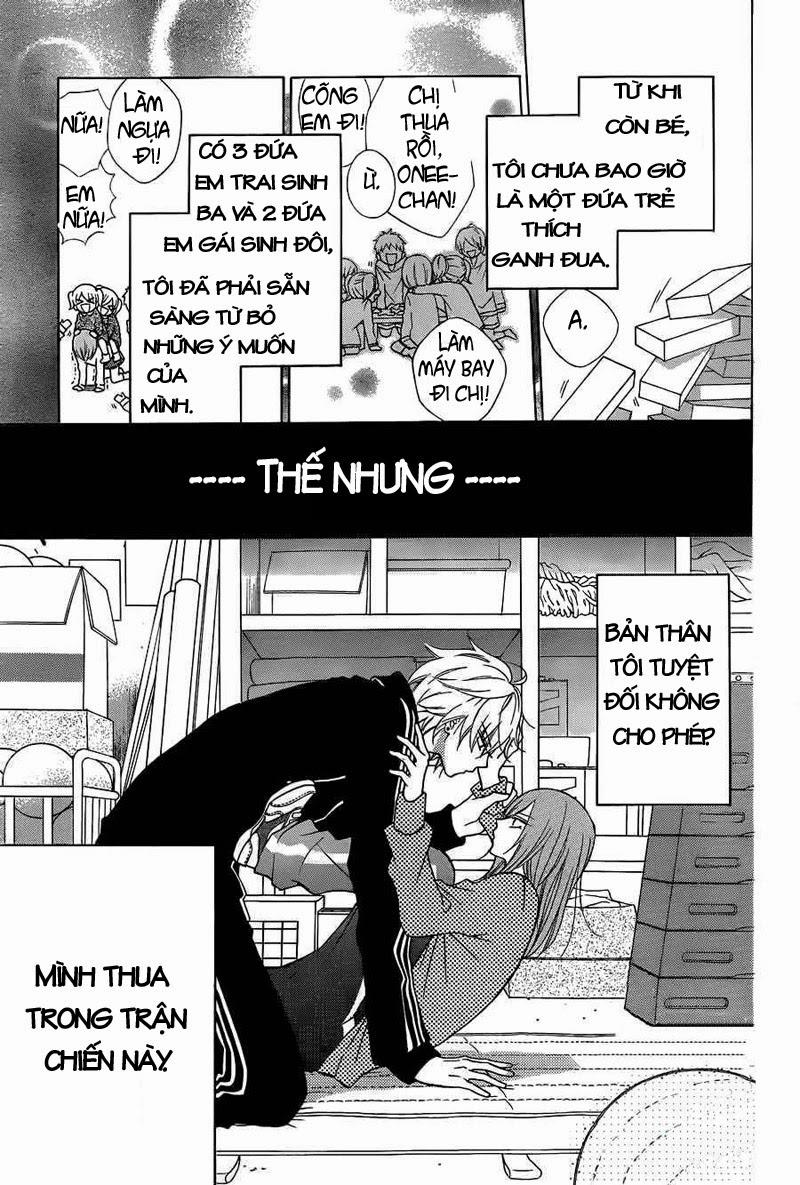 TỪ KHI
CÒN BÉ,
TÔI CHƯA BAO GIỜ
LÀ MỘT ĐỨA TRẺ
THÍCH
GANH ĐUA.
A.
CHỊ
THUA
RỒI,
ONEE-
CHAN!
CÕNG
EM ĐI!
Ừ.
LÀM
MÁY BAY
ĐI CHỊ!
CÓ 3 ĐỨA
EM TRAI SINH
BA VÀ 2 ĐỨA
EM GÁI SINH ĐÔI,
TÔI ĐÃ PHẢI SẴN
SÀNG TỪ BỎ
NHỮNG Ý MUỐN
CỦA
MÌNH.
LÀM
NGỰA
ĐI!
NỮA!
EM
NỮA!
---- THẾ NHƯNG ----
BẢN THÂN
TÔI TUYỆT
ĐỐI KHÔNG
CHO PHÉP
MÌNH THUA
TRONG TRẬN
CHIẾN NÀY.